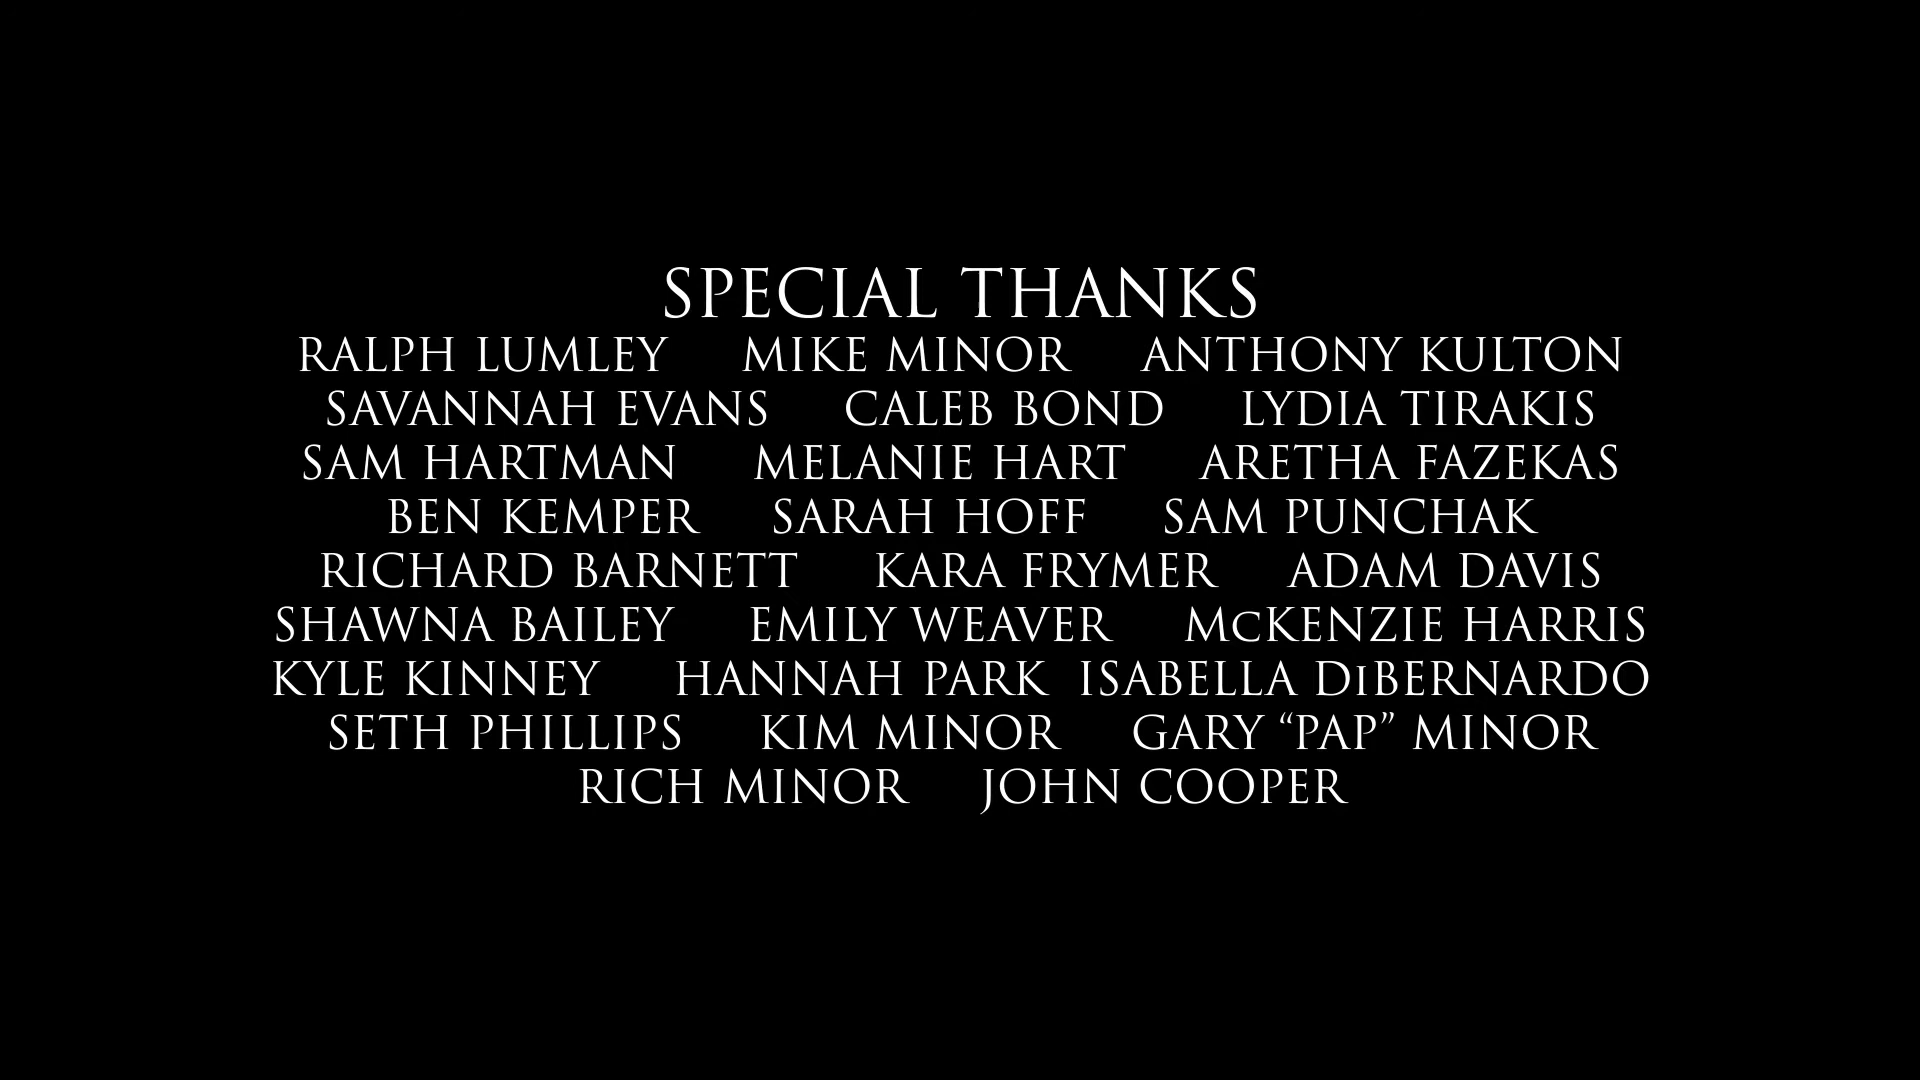 SPECIAL THANKS
RALPH LUMLEY MIKE MINOR ANTHONY KULTON
SAVANNAH EVANS CALEB BOND LYDIA TIRAKIS
SAM HARTMAN MELANIE HART ARETHA FAZEKAS
BEN KEMPER SARAH HOFF SAM PUNCHAK
RICHARD BARNETT KARA FRYMER ADAM DAVIS
SHAWNA BAILEY EMILY WEAVER McKENZIE HARRIS
KYLE KINNEY HANNAH PARK ISABELLA DiBERNARDO
SETH PHILLIPS KIM MINOR GARY “PAP” MINOR
RICH MINOR JOHN COOPER